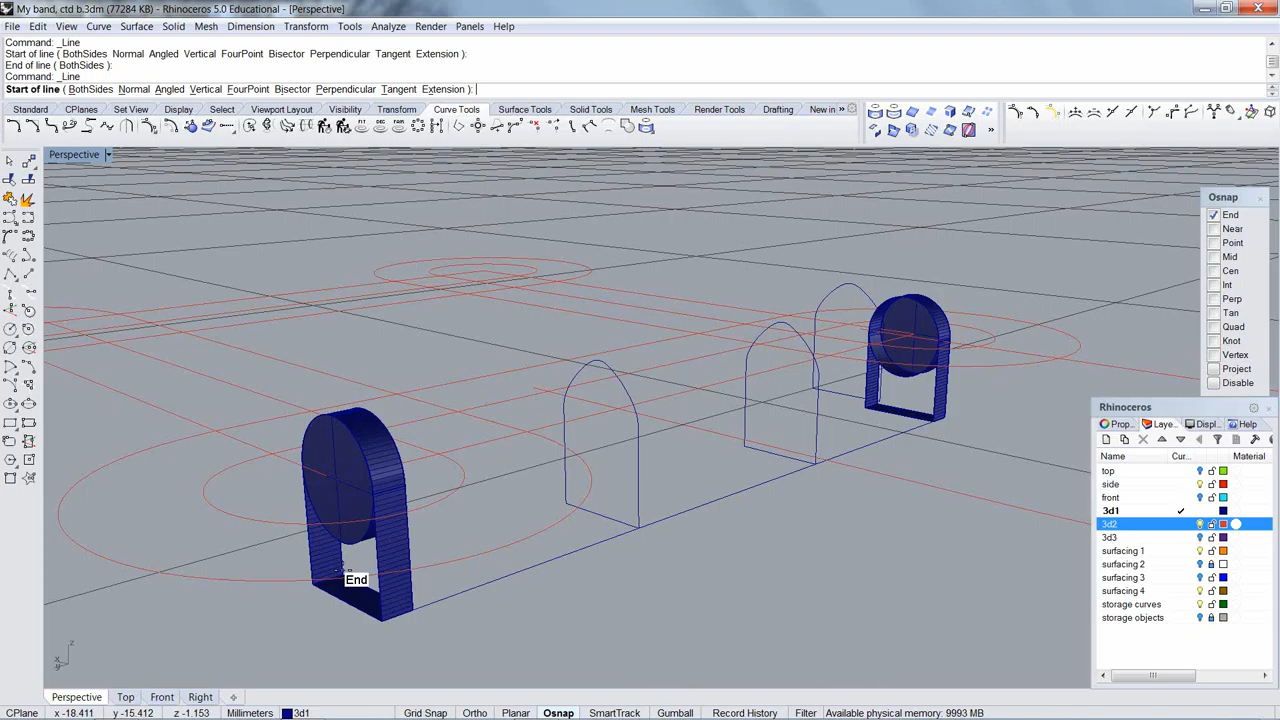 My band, ctd b.3dm (77284 KB) - Rhinoceros 5.0 Educational - [Perspective]
File Edit View Curve Surface Solid Mesh Dimension Transform Tools Analyze Render Panels Help
Command: _Line
Start of line ( BothSides Normal Angled Vertical FourPoint Bisector Perpendicular Tangent Extension ):
End of line ( BothSides ):
Command: _Line
Start of line ( BothSides Normal Angled Vertical FourPoint Bisector Perpendicular Tangent Extension ):
Standard CPlanes Set View Display Select Viewport Layout Visibility Transform Curve Tools Surface Tools Solid Tools Mesh Tools Render Tools Drafting New in
Perspective
Osnap
End
Near
Point
Mid
Cen
Int
Perp
Tan
Quad
Knot
Vertex
Project
Disable
Rhinoceros
Prop... Laye... Displ... Help
Name Cur... Material
top
side
front
3d1
3d2
3d3
surfacing 1
surfacing 2
surfacing 3
surfacing 4
storage curves
storage objects
End
z
x
y
Perspective Top Front Right
CPlane x -18.411 y -15.412 z -1.153 Millimeters 3d1 Grid Snap Ortho Planar Osnap SmartTrack Gumball Record History Filter Available physical memory: 9993 MB